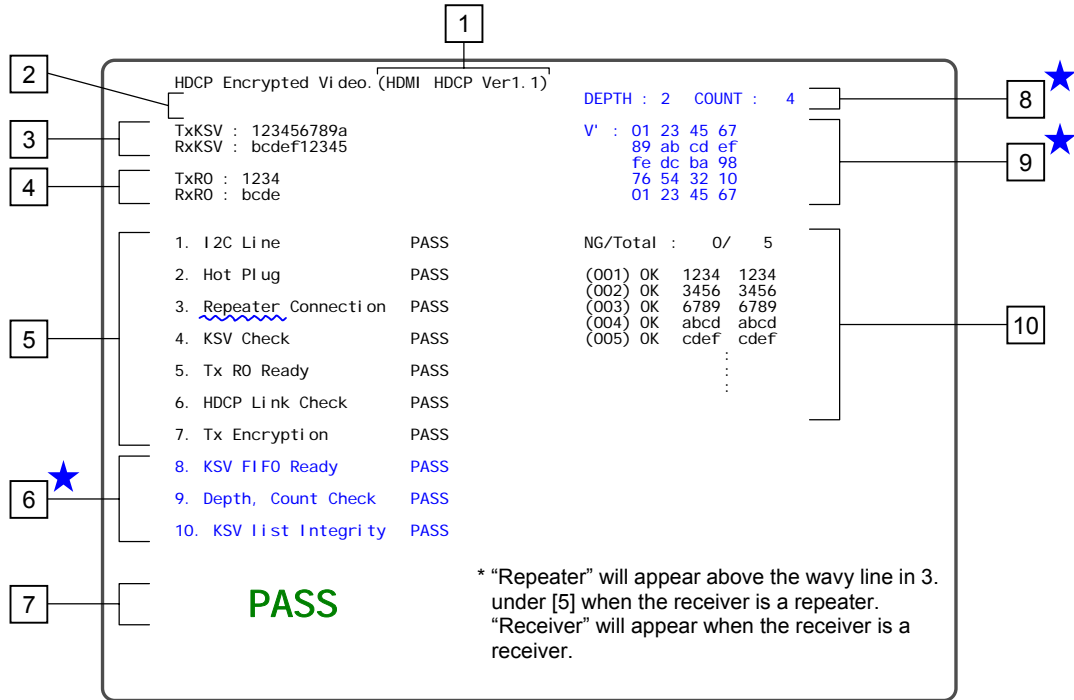 1
2
HDCP Encrypted Video.(HDMI HDCP Ver1.1)
DEPTH : 2 COUNT : 4
8
3
TxKSV : 123456789a
RxKSV : bcdef12345
V' : 01 23 45 67
89 ab cd ef
fe dc ba 98
76 54 32 10
01 23 45 67
9
4
TxR0 : 1234
RxR0 : bcde
5
1. I2C Line PASS
2. Hot Plug PASS
3. Repeater Connection PASS
4. KSV Check PASS
5. Tx R0 Ready PASS
6. HDCP Link Check PASS
7. Tx Encryption PASS
NG/Total : 0/ 5
(001) OK 1234 1234
(002) OK 3456 3456
(003) OK 6789 6789
(004) OK abcd abcd
(005) OK cdef cdef
:
:
:
10
6
8. KSV FIFO Ready PASS
9. Depth, Count Check PASS
10. KSV list Integrity PASS
7
PASS
* “Repeater” will appear above the wavy line in 3.
under [5] when the receiver is a repeater.
“Receiver” will appear when the receiver is a
receiver.